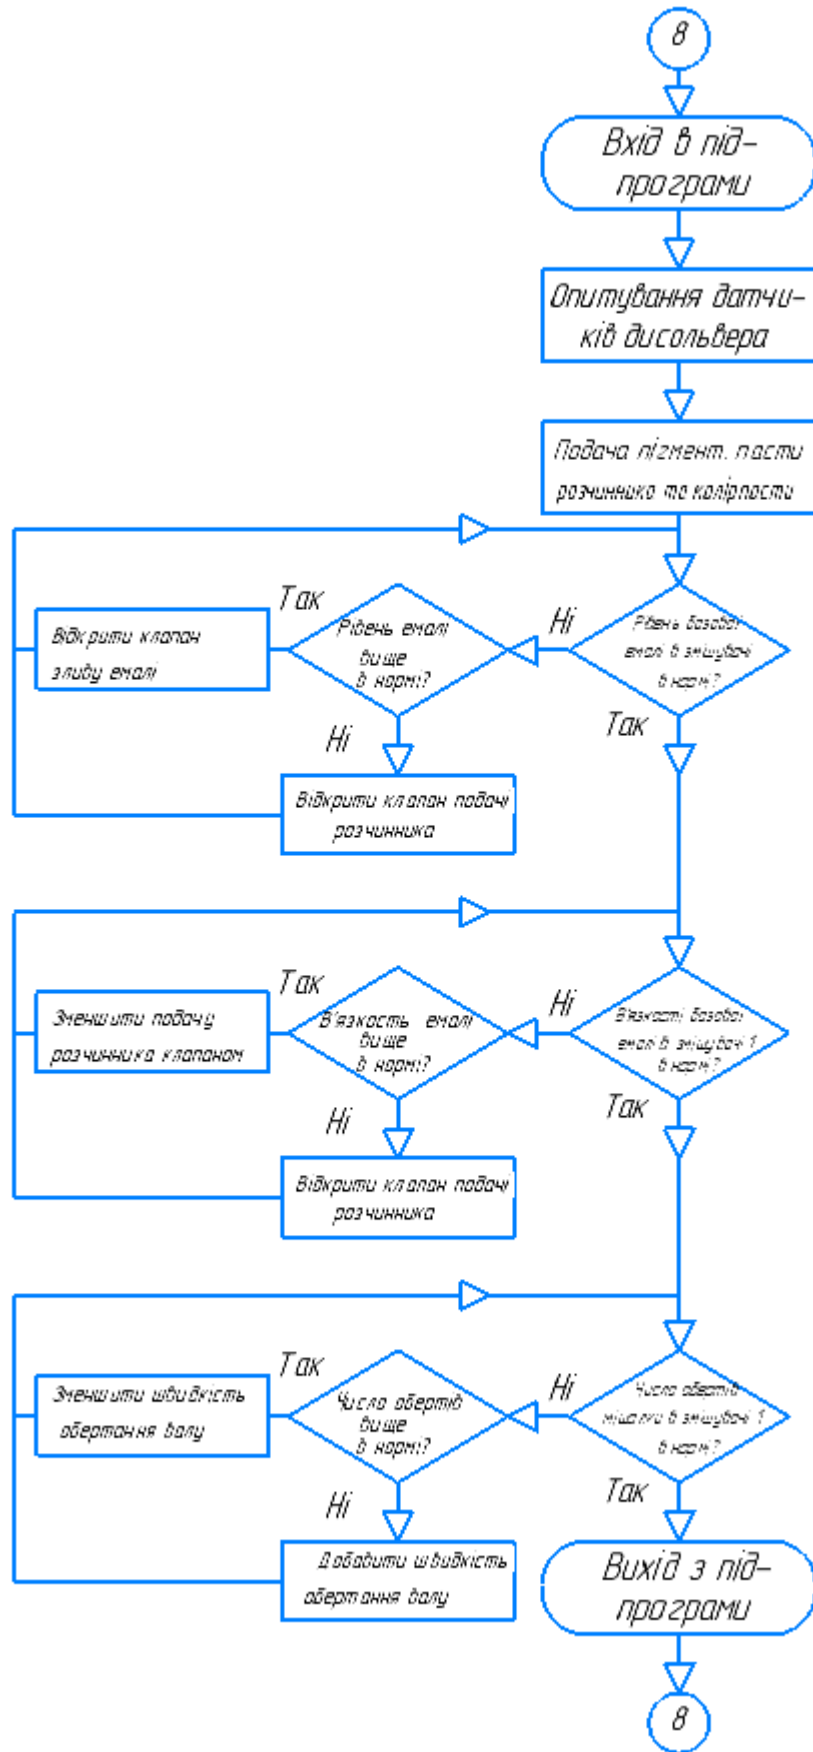 8
Вхід в під-
програми
Опитування датчи-
ків дисольвера
Подача пігмент. пасти
розчинника та колірпасти
Так
Ні
Відкрити клапан
зливу емалі
Рівень емалі
вище
в нормі?
Рівень базової
емалі в змішувачі
в нормі?
Ні
Так
Відкрити клапан подачі
розчинника
Так
Ні
Зменшити подачу
розчинника клапаном
В'язкость емалі
вище
в нормі?
В'язкості базової
емалі в змішувачі 1
в нормі?
Ні
Так
Відкрити клапан подачі
розчинника
Так
Ні
Зменшити швидкість
обертання валу
Число обертів
вище
в нормі?
Число обертів
мішалки в змішувачі 1
в нормі?
Ні
Так
Добавити швидкість
обертання валу
Вихід з під-
програми
8